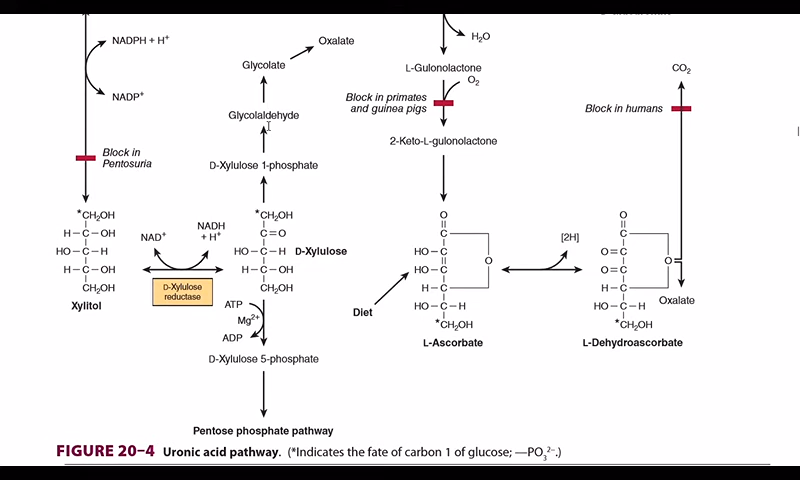 NADPH + H⁺
NADP⁺
Block in
Pentosuria
Oxalate
Glycolate
Glycolaldehyde
D-Xylulose 1-phosphate
H₂O
L-Gulonolactone
O₂
Block in primates
and guinea pigs
2-Keto-L-gulonolactone
CO₂
Block in humans
*CH₂OH
H–C–OH
HO–C–H
H–C–OH
CH₂OH
Xylitol
NAD⁺
NADH
+ H⁺
D-Xylulose
reductase
*CH₂OH
C=O
HO–C–H
H–C–OH
CH₂OH
D-Xylulose
ATP
Mg²⁺
ADP
D-Xylulose 5-phosphate
Pentose phosphate pathway
Diet
O
C
HO–C
HO–C
O
H–C
HO–C–H
*CH₂OH
L-Ascorbate
[2H]
O
C
O=C
O=C
O
H–C
HO–C–H
*CH₂OH
Oxalate
L-Dehydroascorbate
FIGURE 20–4 Uronic acid pathway. (*Indicates the fate of carbon 1 of glucose; —PO₃²⁻.)